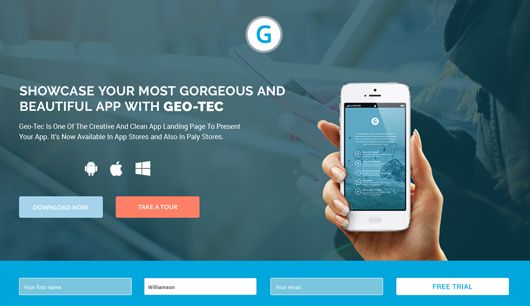 G
SHOWCASE YOUR MOST GORGEOUS AND
BEAUTIFUL APP WITH GEO-TEC
Geo-Tec Is One Of The Creative And Clean App Landing Page To Present
Your App. It's Now Available In App Stores and Also In Paly Stores.
DOWNLOAD NOW
TAKE A TOUR
G
Your first name
Williamson
Your email
FREE TRIAL